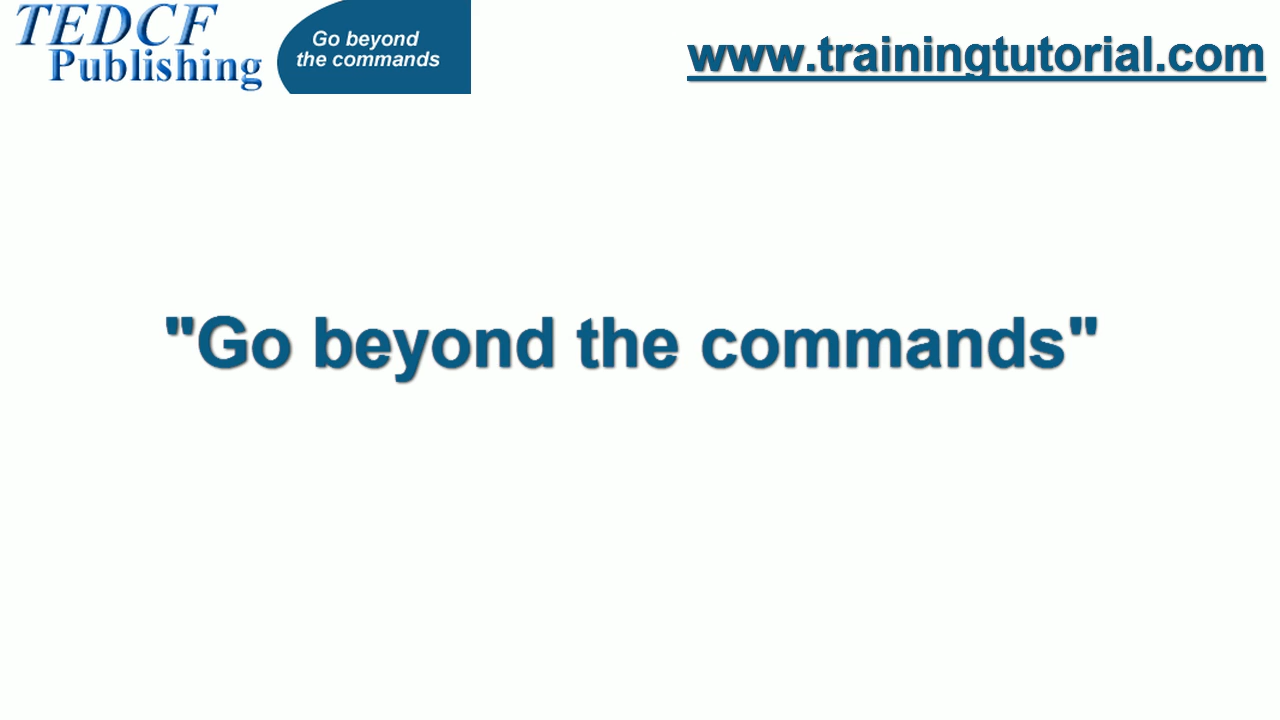 TEDCF
Publishing
Go beyond
the commands
www.trainingtutorial.com
"Go beyond the commands"